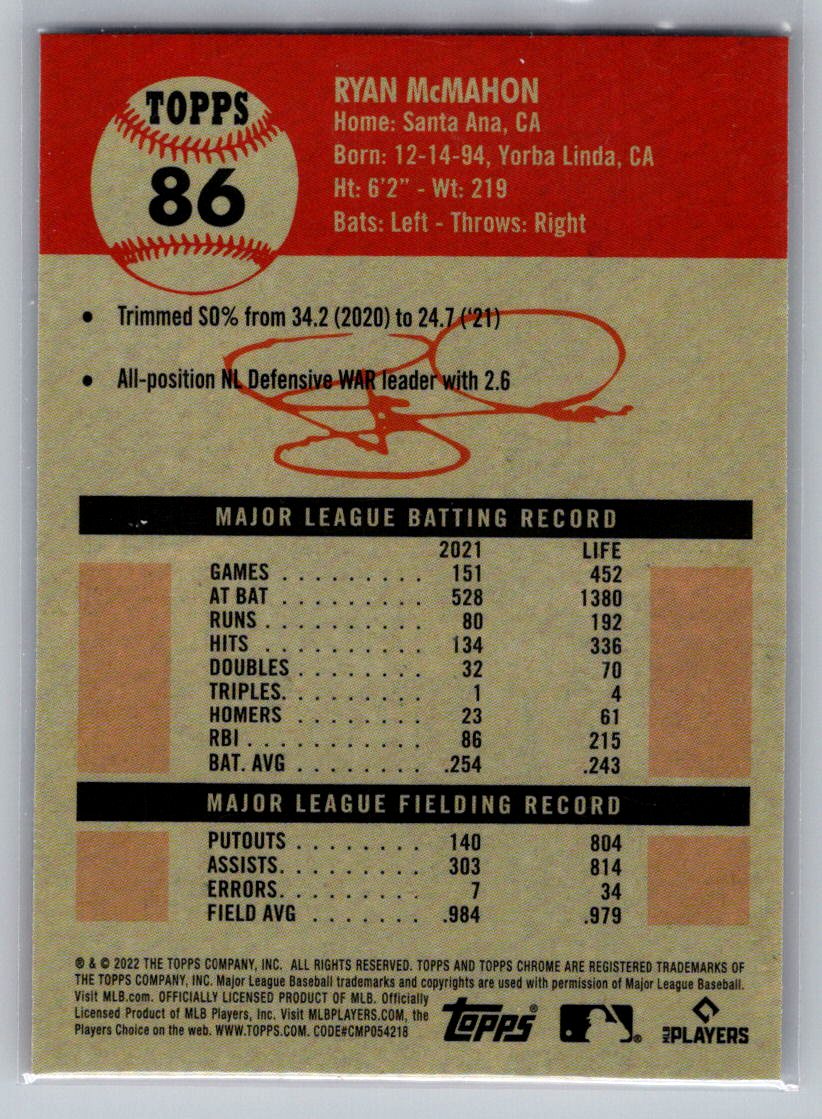 TOPPS
86
RYAN McMAHON
Home: Santa Ana, CA
Born: 12-14-94, Yorba Linda, CA
Ht: 6'2" - Wt: 219
Bats: Left - Throws: Right
• Trimmed SO% from 34.2 (2020) to 24.7 ('21)
• All-position NL Defensive WAR leader with 2.6
MAJOR LEAGUE BATTING RECORD
2021 LIFE
GAMES . . . . . . . . . 151 452
AT BAT . . . . . . . . . 528 1380
RUNS . . . . . . . . . . 80 192
HITS . . . . . . . . . . 134 336
DOUBLES . . . . . . . . 32 70
TRIPLES. . . . . . . . . 1 4
HOMERS . . . . . . . . 23 61
RBI . . . . . . . . . . . 86 215
BAT. AVG . . . . . . . . .254 .243
MAJOR LEAGUE FIELDING RECORD
PUTOUTS . . . . . . . . 140 804
ASSISTS. . . . . . . . . 303 814
ERRORS. . . . . . . . . 7 34
FIELD AVG . . . . . . . .984 .979
® & © 2022 THE TOPPS COMPANY, INC. ALL RIGHTS RESERVED. TOPPS AND TOPPS CHROME ARE REGISTERED TRADEMARKS OF
THE TOPPS COMPANY, INC. Major League Baseball trademarks and copyrights are used with permission of Major League Baseball.
Visit MLB.com. OFFICIALLY LICENSED PRODUCT OF MLB. Officially
Licensed Product of MLB Players, Inc. Visit MLBPLAYERS.COM, the
Players Choice on the web. WWW.TOPPS.COM. CODE#CMP054218
Topps® ® MLB PLAYERS